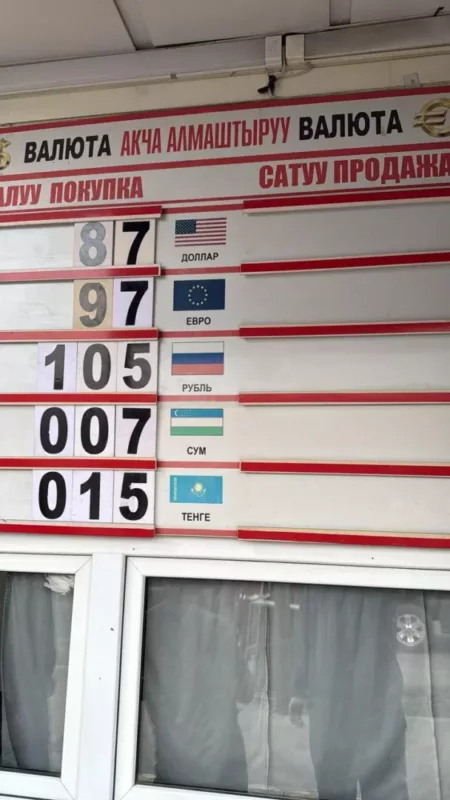 ВАЛЮТА АКЧА АЛМАШТЫРУУ ВАЛЮТА
АЛУУ ПОКУПКА САТУУ ПРОДАЖА
87 ДОЛЛАР
97 ЕВРО
105 РУБЛЬ
007 СУМ
015 ТЕНГЕ